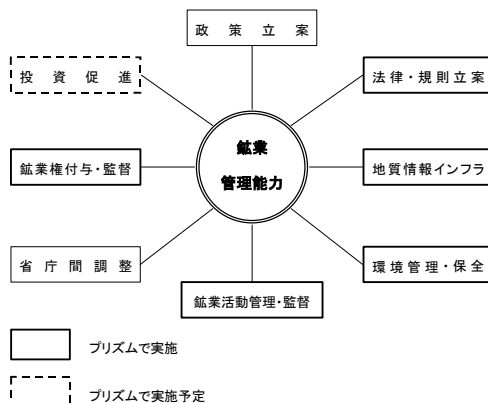 政策立案
投資促進
法律・規則立案
鉱業
管理能力
鉱業権付与・監督
地質情報インフラ
省庁間調整
環境管理・保全
鉱業活動管理・監督
プリズムで実施
プリズムで実施予定